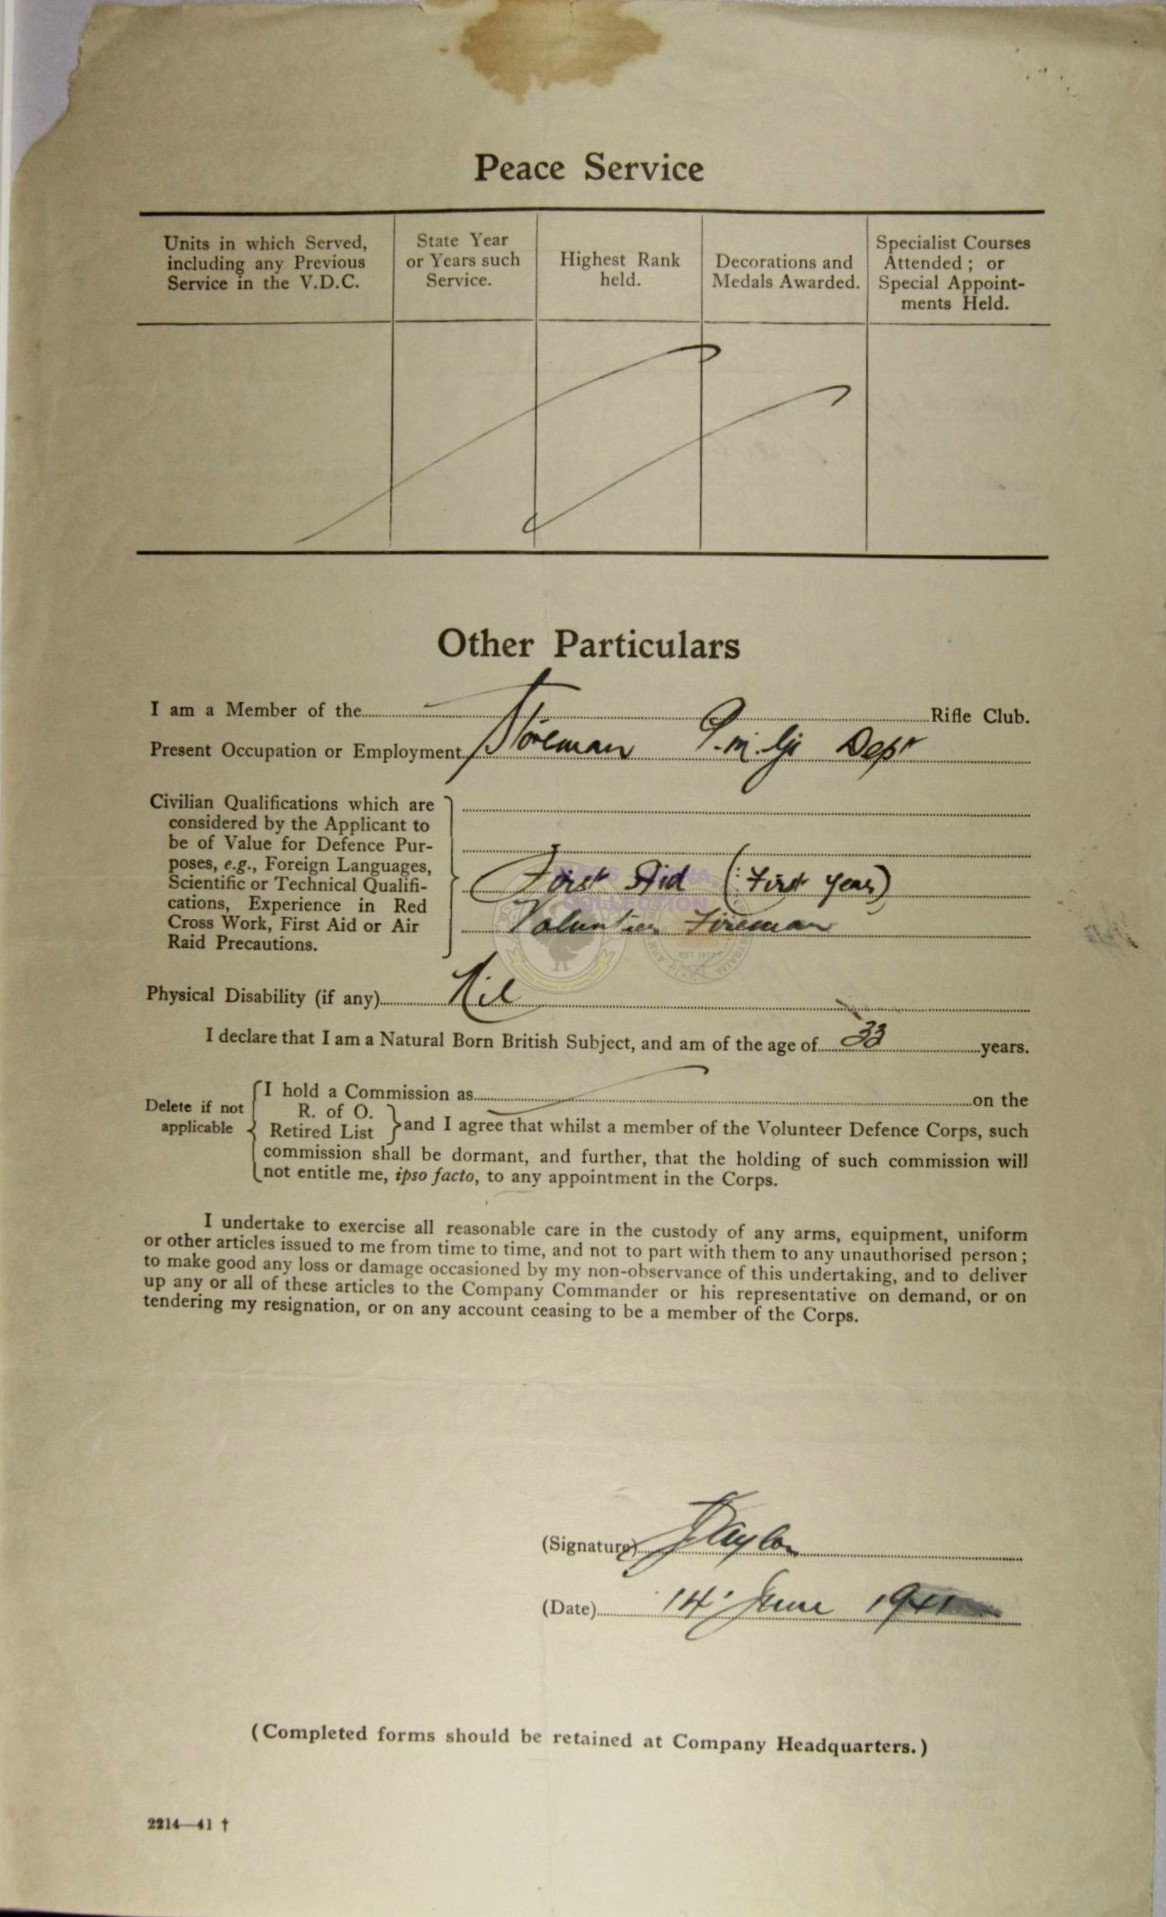 Peace Service
Units in which Served,
including any Previous
Service in the V.D.C.
State Year
or Years such
Service.
Highest Rank
held.
Decorations and
Medals Awarded.
Specialist Courses
Attended ; or
Special Appoint-
ments Held.
Other Particulars
I am a Member of the Rifle Club.
Present Occupation or Employment Storeman P.M.G's Dept
Civilian Qualifications which are
considered by the Applicant to
be of Value for Defence Pur-
poses, e.g., Foreign Languages,
Scientific or Technical Qualifi-
cations, Experience in Red
Cross Work, First Aid or Air
Raid Precautions.
First Aid (First Year)
Volunteer Fireman
COLLECTION
Physical Disability (if any) Nil
I declare that I am a Natural Born British Subject, and am of the age of 33 years.
Delete if not
applicable
I hold a Commission as on the
R. of O.
Retired List
and I agree that whilst a member of the Volunteer Defence Corps, such
commission shall be dormant, and further, that the holding of such commission will
not entitle me, ipso facto, to any appointment in the Corps.
I undertake to exercise all reasonable care in the custody of any arms, equipment, uniform
or other articles issued to me from time to time, and not to part with them to any unauthorised person ;
to make good any loss or damage occasioned by my non-observance of this undertaking, and to deliver
up any or all of these articles to the Company Commander or his representative on demand, or on
tendering my resignation, or on any account ceasing to be a member of the Corps.
(Signature)
(Date) 14 June 1941
(Completed forms should be retained at Company Headquarters.)
2214—41 †